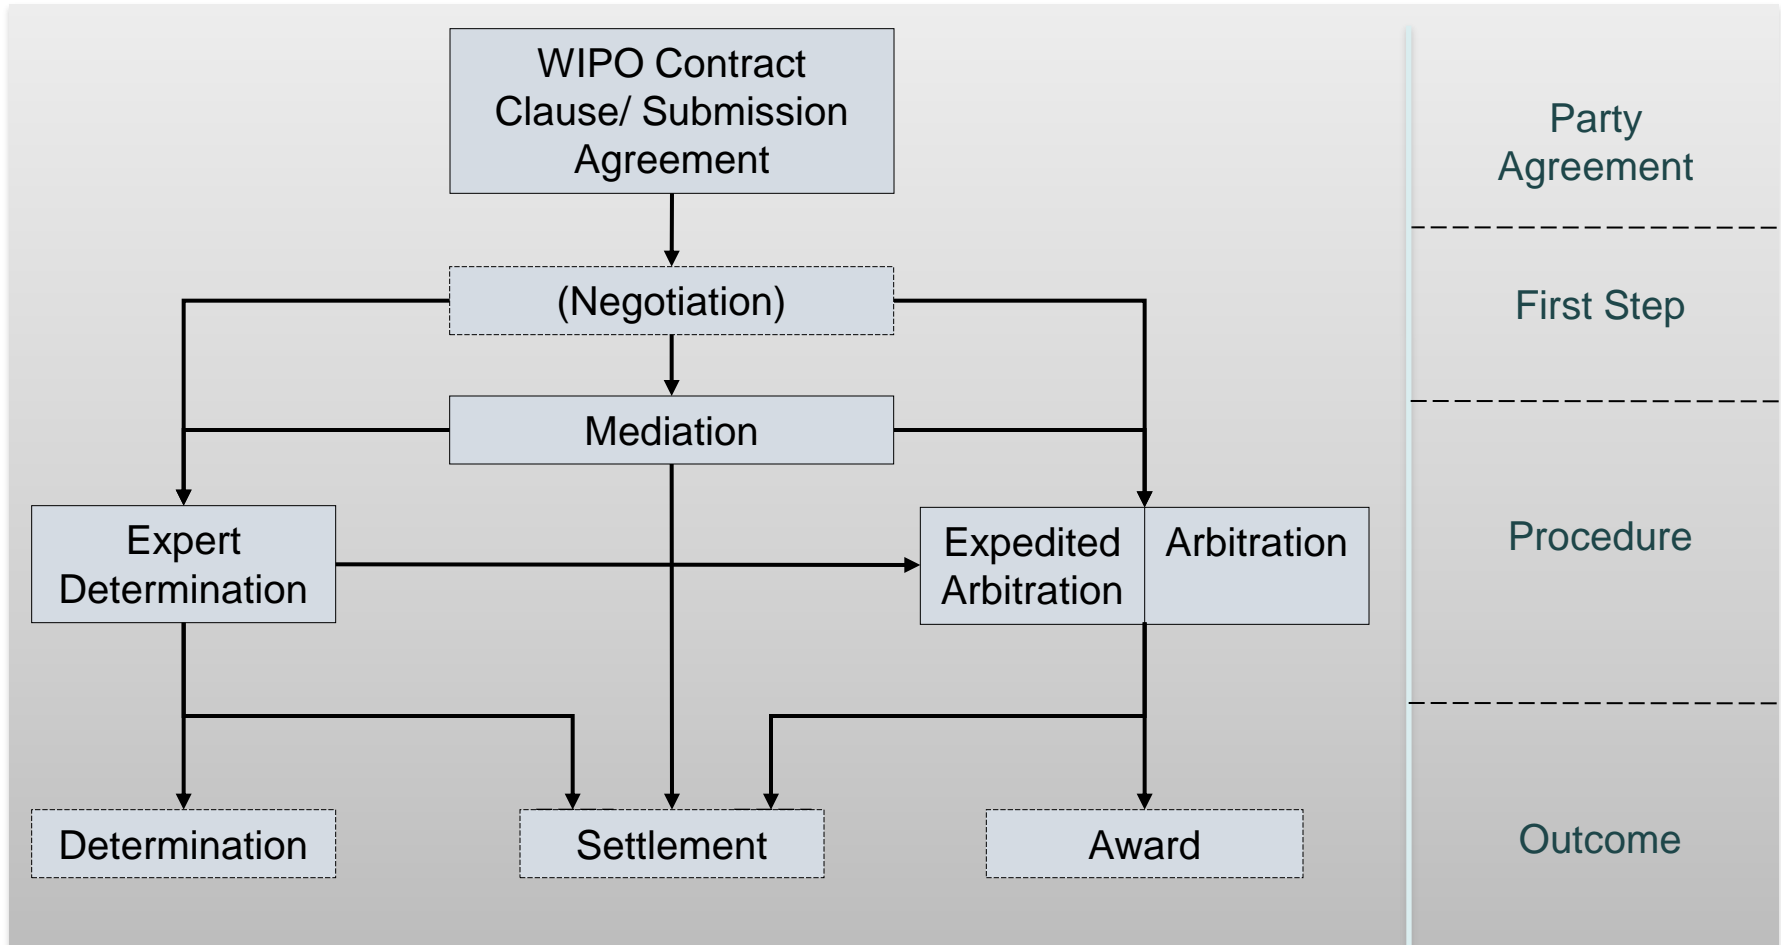 WIPO Contract
Clause/ Submission
Agreement
Party
Agreement
(Negotiation)
First Step
Mediation
Expert
Determination
Expedited
Arbitration
Arbitration
Procedure
Determination
Settlement
Award
Outcome